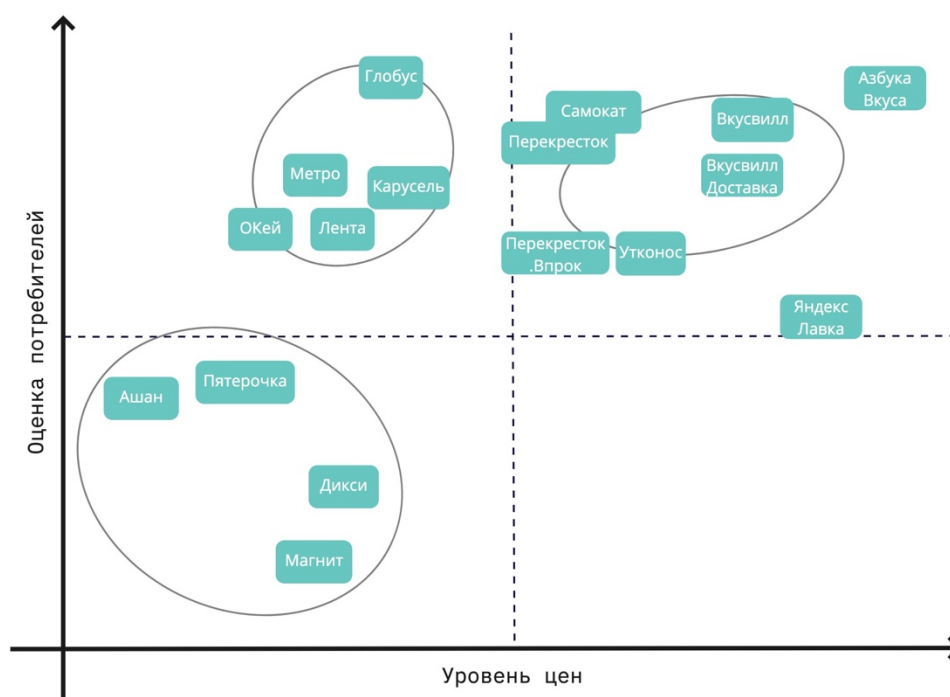 Глобус
Азбука
Вкуса
Самокат
Вкусвилл
Перекресток
Метро
Карусель
Вкусвилл
Доставка
ОКей
Лента
Перекресток
.Впрок
Утконос
Яндекс
Лавка
Оценка потребителей
Пятерочка
Ашан
Дикси
Магнит
Уровень цен